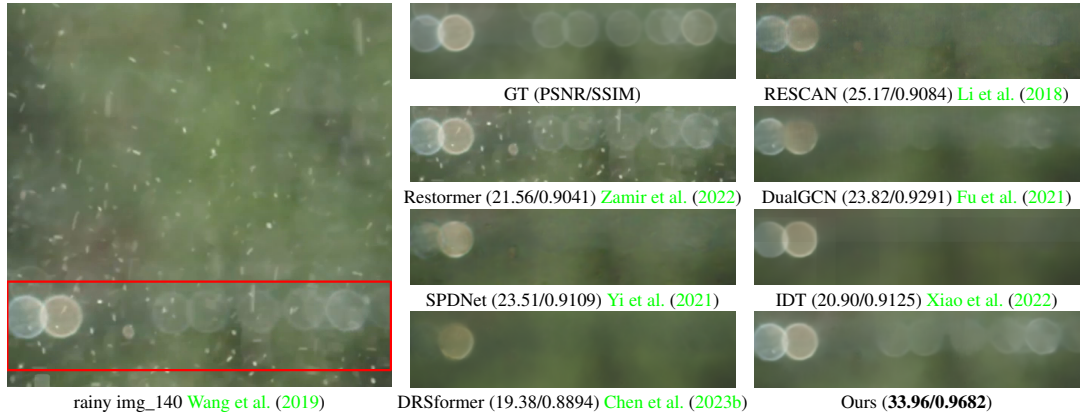 GT (PSNR/SSIM)
RESCAN (25.17/0.9084) Li et al. (2018)
Restormer (21.56/0.9041) Zamir et al. (2022)
DualGCN (23.82/0.9291) Fu et al. (2021)
SPDNet (23.51/0.9109) Yi et al. (2021)
IDT (20.90/0.9125) Xiao et al. (2022)
rainy img_140 Wang et al. (2019)
DRSformer (19.38/0.8894) Chen et al. (2023b)
Ours (33.96/0.9682)